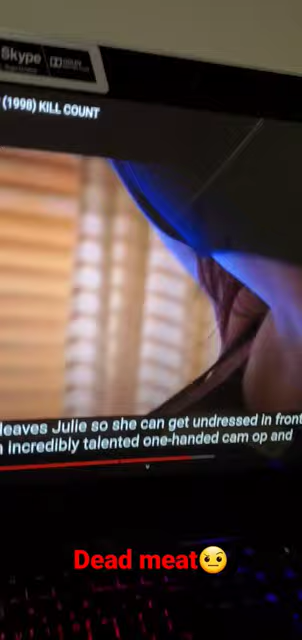 Skype
(1998) KILL COUNT
leaves Julie so she can get undressed in front
incredibly talented one-handed cam op and
Dead meat🤨